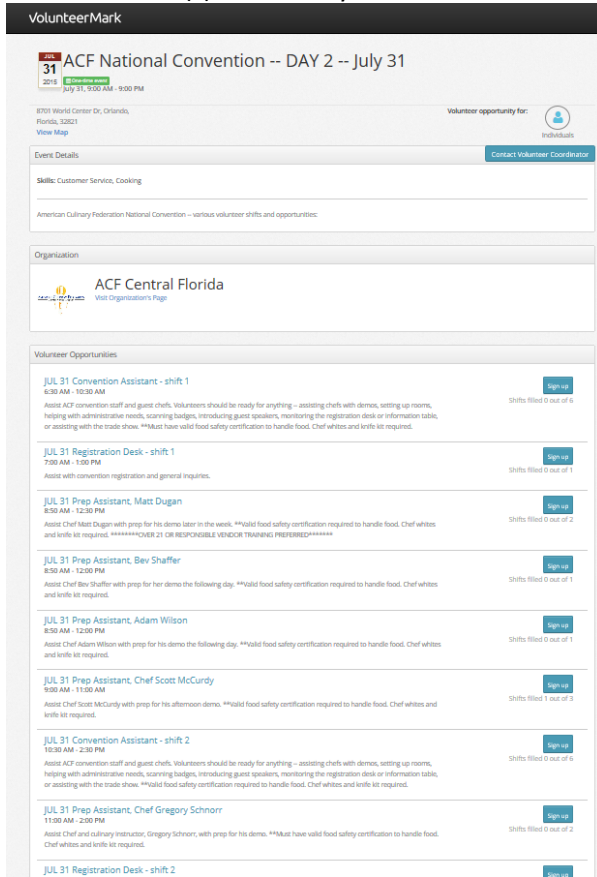 VolunteerMark
JUL
31
2015
ACF National Convention -- DAY 2 -- July 31
One-time event
July 31, 9:00 AM - 9:00 PM
8701 World Center Dr, Orlando,
Florida, 32821
View Map
Volunteer opportunity for:
Individuals
Event Details
Contact Volunteer Coordinator
Skills: Customer Service, Cooking
American Culinary Federation National Convention -- various volunteer shifts and opportunities:
Organization
ACF Central Florida
Visit Organization's Page
Volunteer Opportunities
JUL 31 Convention Assistant - shift 1
6:30 AM - 10:30 AM
Sign up
Shifts filled 0 out of 6
Assist ACF convention staff and guest chefs. Volunteers should be ready for anything -- assisting chefs with demos, setting up rooms,
helping with administrative needs, scanning badges, introducing guest speakers, monitoring the registration desk or information table,
or assisting with the trade show. **Must have valid food safety certification to handle food. Chef whites and knife kit required.
JUL 31 Registration Desk - shift 1
7:00 AM - 1:00 PM
Sign up
Shifts filled 0 out of 1
Assist with convention registration and general inquiries.
JUL 31 Prep Assistant, Matt Dugan
8:50 AM - 12:30 PM
Sign up
Shifts filled 0 out of 2
Assist Chef Matt Dugan with prep for his demo later in the week. **Valid food safety certification required to handle food. Chef whites
and knife kit required. ********OVER 21 OR RESPONSIBLE VENDOR TRAINING PREFERRED*******
JUL 31 Prep Assistant, Bev Shaffer
8:50 AM - 12:00 PM
Sign up
Shifts filled 0 out of 1
Assist Chef Bev Shaffer with prep for her demo the following day. **Valid food safety certification required to handle food. Chef whites
and knife kit required.
JUL 31 Prep Assistant, Adam Wilson
8:50 AM - 12:00 PM
Sign up
Shifts filled 0 out of 1
Assist Chef Adam Wilson with prep for his demo the following day. **Valid food safety certification required to handle food. Chef whites
and knife kit required.
JUL 31 Prep Assistant, Chef Scott McCurdy
9:00 AM - 11:00 AM
Sign up
Shifts filled 1 out of 3
Assist Chef Scott McCurdy with prep for his afternoon demo. **Valid food safety certification required to handle food. Chef whites and
knife kit required.
JUL 31 Convention Assistant - shift 2
10:30 AM - 2:30 PM
Sign up
Shifts filled 0 out of 6
Assist ACF convention staff and guest chefs. Volunteers should be ready for anything -- assisting chefs with demos, setting up rooms,
helping with administrative needs, scanning badges, introducing guest speakers, monitoring the registration desk or information table,
or assisting with the trade show. **Must have valid food safety certification required to handle food. Chef whites and knife kit required.
JUL 31 Prep Assistant, Chef Gregory Schnorr
11:00 AM - 2:00 PM
Sign up
Shifts filled 0 out of 2
Assist Chef and culinary instructor, Gregory Schnorr, with prep for his demo. **Must have valid food safety certification to handle food.
Chef whites and knife kit required.
JUL 31 Registration Desk - shift 2
Sign up